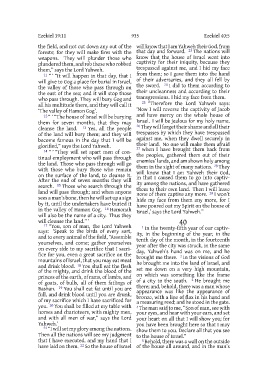 Ezekiel 39:11 935 Ezekiel 40:5
the field, and not cut down any out of the
forests; for they will make fires with the
weapons. They will plunder those who
plundered them, and rob those who robbed
them,” says the Lord Yahweh.
11 “ ‘ “It will happen in that day, that I
will give to Gog a place for burial in Israel,
the valley of those who pass through on
the east of the sea; and it will stop those
who pass through. They will bury Gog and
all his multitude there, and they will call it
‘The valley of Hamon Gog’.
12 “ ‘ “The house of Israel will be burying
them for seven months, that they may
cleanse the land. 13 Yes, all the people
of the land will bury them; and they will
become famous in the day that I will be
glorified,” says the Lord Yahweh.
14 “ ‘ “They will set apart men of con-
tinual employment who will pass through
the land. Those who pass through will go
with those who bury those who remain
on the surface of the land, to cleanse it.
After the end of seven months they will
search. 15 Those who search through the
land will pass through; and when anyone
sees a man’s bone, then he will set up a sign
by it, until the undertakers have buried it
in the valley of Hamon Gog. 16 Hamonah
will also be the name of a city. Thus they
will cleanse the land.” ’
17 “You, son of man, the Lord Yahweh
says: ‘Speak to the birds of every sort,
and to every animal of the field, “Assemble
yourselves, and come; gather yourselves
on every side to my sacrifice that I sacri-
fice for you, even a great sacrifice on the
mountains of Israel, that you may eat meat
and drink blood. 18 You shall eat the flesh
of the mighty, and drink the blood of the
princes of the earth, of rams, of lambs, and
of goats, of bulls, all of them fatlings of
Bashan. 19 You shall eat fat until you are
full, and drink blood until you are drunk,
of my sacrifice which I have sacrificed for
you. 20 You shall be filled at my table with
horses and charioteers, with mighty men,
and with all men of war,” says the Lord
Yahweh.’
21 “I will set my glory among the nations.
Then all the nations will see my judgment
that I have executed, and my hand that I
have laid on them. 22 So the house of Israel
will know that I am Yahweh their God, from
that day and forward. 23 The nations will
know that the house of Israel went into
captivity for their iniquity, because they
trespassed against me, and I hid my face
from them; so I gave them into the hand
of their adversaries, and they all fell by
the sword. 24 I did to them according to
their uncleanness and according to their
transgressions. I hid my face from them.
25 “Therefore the Lord Yahweh says:
‘Now I will reverse the captivity of Jacob
and have mercy on the whole house of
Israel. I will be jealous for my holy name.
26 They will forget their shame and all their
trespasses by which they have trespassed
against me, when they dwell securely in
their land. No one will make them afraid
27 when I have brought them back from
the peoples, gathered them out of their
enemies’ lands, and am shown holy among
them in the sight of many nations. 28 They
will know that I am Yahweh their God,
in that I caused them to go into captiv-
ity among the nations, and have gathered
them to their own land. Then I will leave
none of them captive any more. 29 I won’t
hide my face from them any more, for I
have poured out my Spirit on the house of
Israel,’ says the Lord Yahweh.”
40
1 In the twenty-fifth year of our captiv-
ity, in the beginning of the year, in the
tenth day of the month, in the fourteenth
year after the city was struck, in the same
day, Yahweh’s hand was on me, and he
brought me there. 2 In the visions of God
he brought me into the land of Israel, and
set me down on a very high mountain,
on which was something like the frame
of a city to the south. 3 He brought me
there; and, behold, there was a man whose
appearance was like the appearance of
bronze, with a line of flax in his hand and
a measuring reed; and he stood in the gate.
4 The man said to me, “Son of man, see with
your eyes, and hear with your ears, and set
your heart on all that I will show you; for
you have been brought here so that I may
show them to you. Declare all that you see
to the house of Israel.”
5 Behold, there was a wall on the outside
of the house all around, and in the man’s